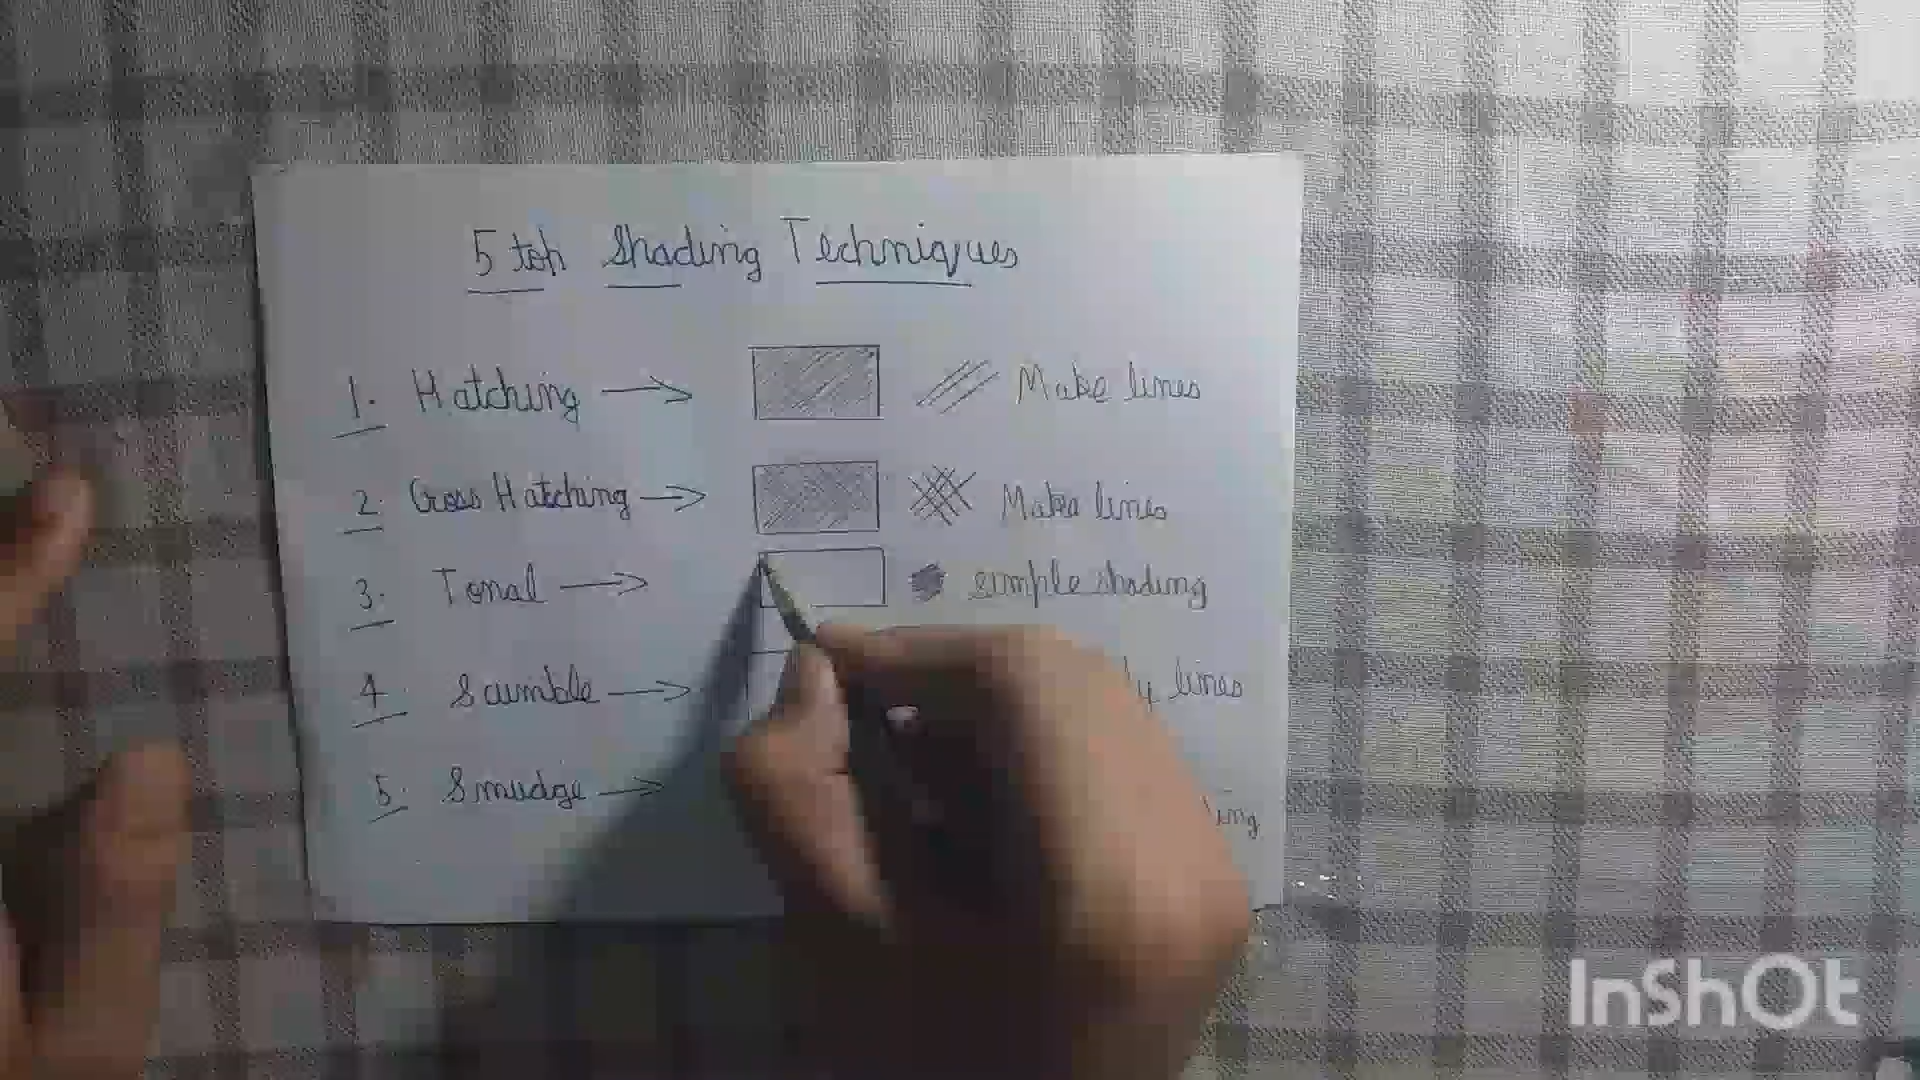 5 top Shading Techniques
1. Hatching → Make lines
2. Cross Hatching → Make lines
3. Tonal → simple shading
4 Scumble → lines
5. Smudge →
InShOt